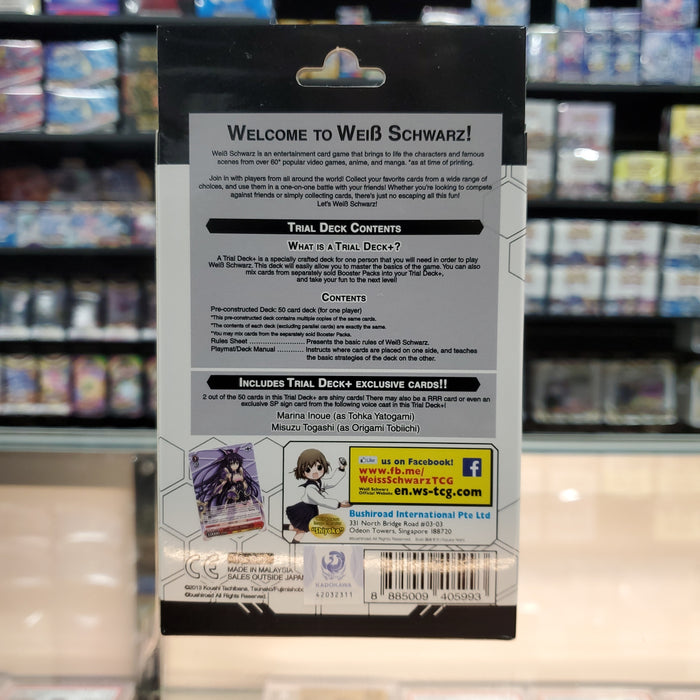 WELCOME TO WEIß SCHWARZ!
Weiß Schwarz is an entertainment card game that brings to life the characters and famous
scenes from over 60* popular video games, anime, and manga. *as at time of printing.
Join in with players from all around the world! Collect your favorite cards from a wide range of
choices, and use them in a one-on-one battle with your friends! Whether you're looking to compete
against friends or simply collecting cards, there's just no escaping all this fun!
Let's Weiß Schwarz!
TRIAL DECK CONTENTS
WHAT IS A TRIAL DECK+?
A Trial Deck+ is a specially crafted deck for one person that you will need in order to play
Weiß Schwarz. This deck will easily allow you to master the basics of the game. You can also
mix cards from separately sold Booster Packs into your Trial Deck+,
and take your fun to the next level!
CONTENTS
Pre-constructed Deck: 50 card deck (for one player)
*This pre-constructed deck contains multiple copies of the same cards.
*The contents of each deck (excluding parallel cards) are exactly the same.
*You may mix cards from the separately sold Booster Packs.
Rules Sheet ........................ Presents the basic rules of Weiß Schwarz.
Playmat/Deck Manual ........... Instructs where cards are placed on one side, and teaches
the basic strategies of the deck on the other.
INCLUDES TRIAL DECK+ EXCLUSIVE CARDS!!
2 out of the 50 cards in this Trial Deck+ are shiny cards! There may also be a RRR card or even an
exclusive SP sign card from the following voice cast in this Trial Deck+!
Marina Inoue (as Tohka Yatogami)
Misuzu Togashi (as Origami Tobiichi)
Like us on Facebook!
www.fb.me/
WeissSchwarzTCG
Weiß Schwarz
Official Website en.ws-tcg.com
"Shiyoko"
Bushiroad International Pte Ltd
331 North Bridge Road #03-03
Odeon Towers, Singapore 188720
CE
MADE IN MALAYSIA
SALES OUTSIDE JAPAN
©2013 Koushi Tachibana, Tsunako/Fujimishobo
©bushiroad All Rights Reserved.
KADOKAWA
42032311
8 885009 405993